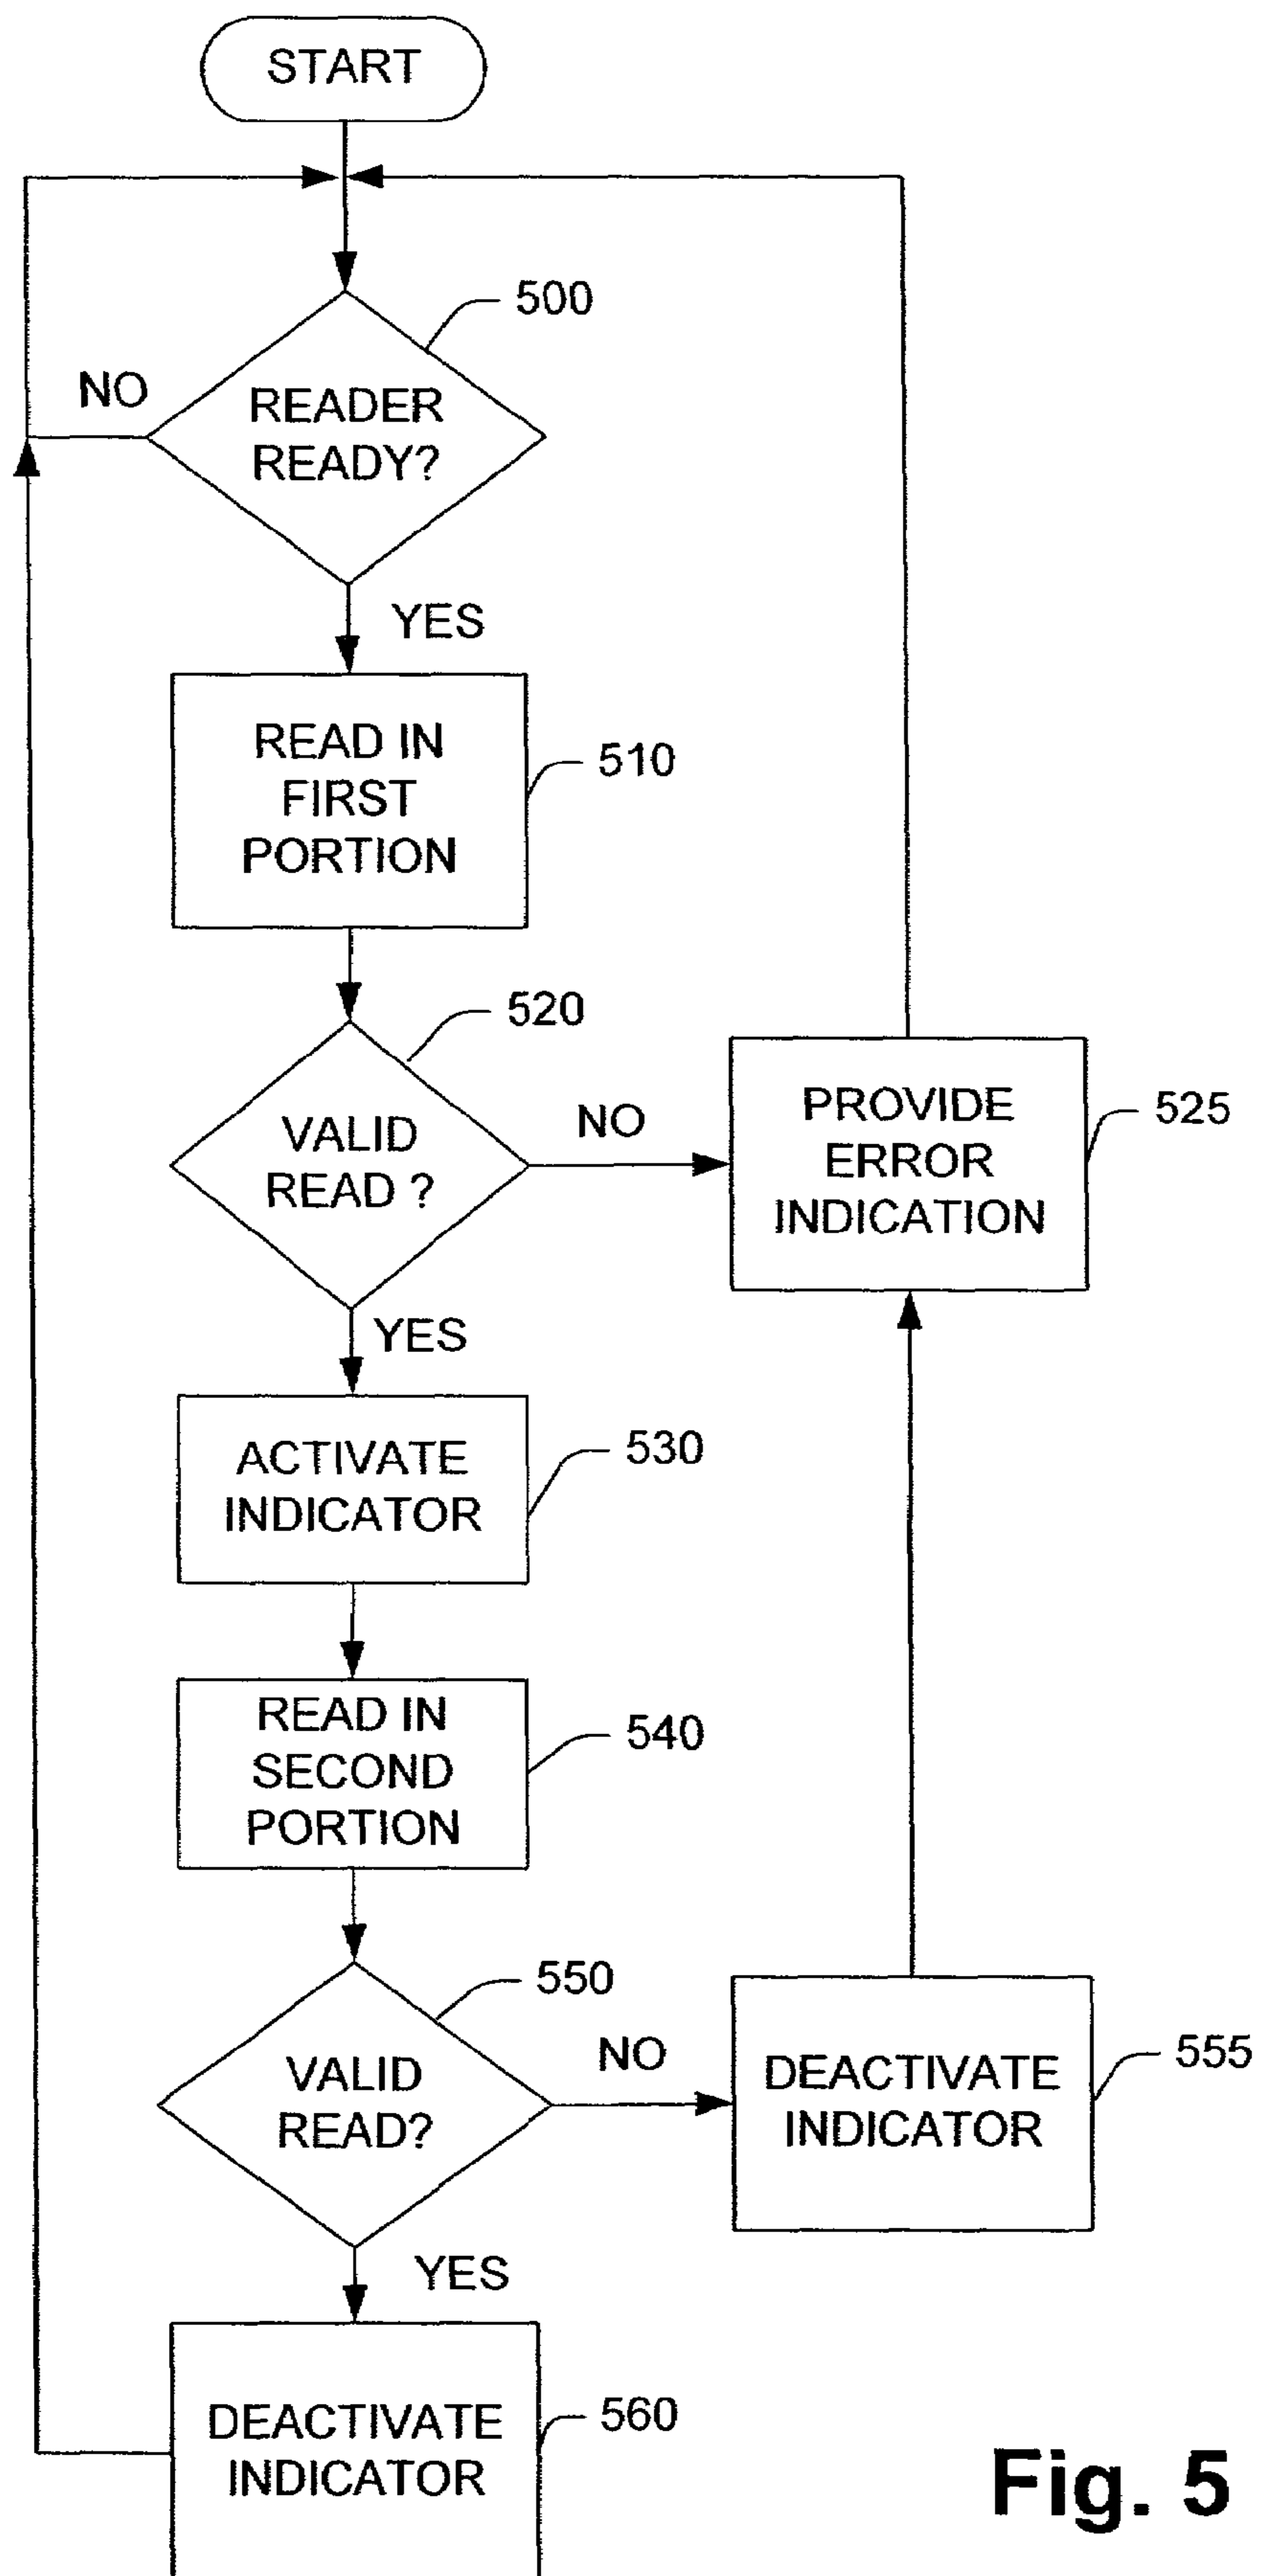 START
500
NO
READER
READY?
YES
READ IN
FIRST
PORTION
510
520
VALID
READ ?
NO
PROVIDE
ERROR
INDICATION
525
YES
ACTIVATE
INDICATOR
530
READ IN
SECOND
PORTION
540
550
VALID
READ?
NO
DEACTIVATE
INDICATOR
555
YES
DEACTIVATE
INDICATOR
560
Fig. 5